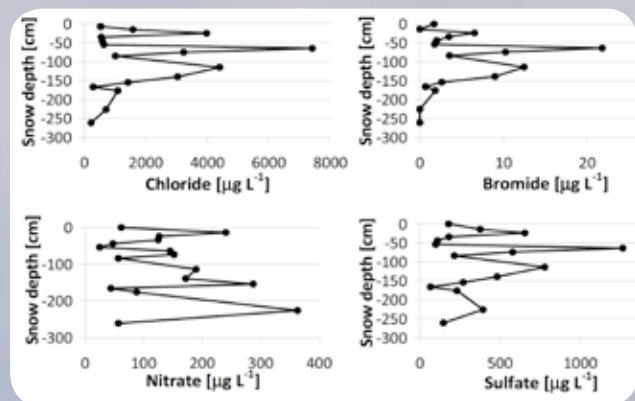 Snow depth [cm]
0
-50
-100
-150
-200
-250
-300
0 2000 4000 6000 8000
Chloride [µg L⁻¹]
Snow depth [cm]
0
-50
-100
-150
-200
-250
-300
0 10 20
Bromide [µg L⁻¹]
Snow depth [cm]
0
-100
-200
-300
0 100 200 300 400
Nitrate [µg L⁻¹]
Snow depth [cm]
0
-50
-100
-150
-200
-250
-300
0 500 1000
Sulfate [µg L⁻¹]